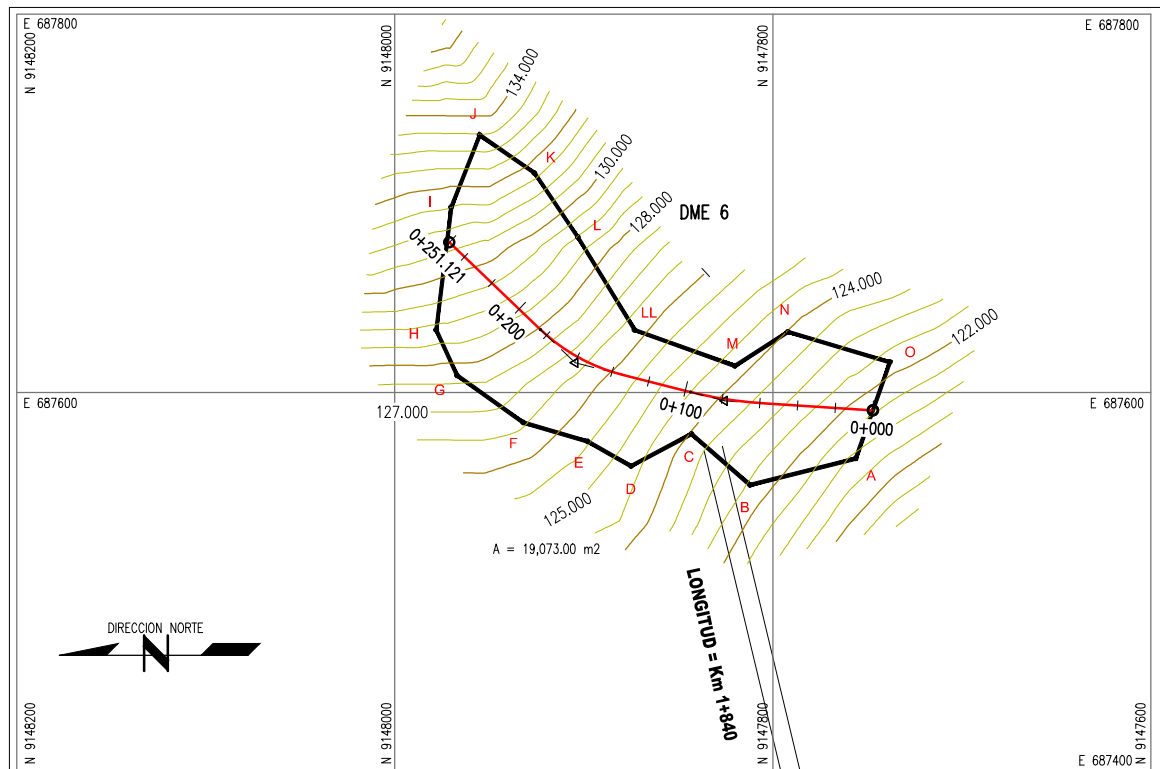 E 687800
E 687800
N 9148200
N 9148000
N 9147800
134.000
J
K
130.000
I
L
128.000
DME 6
0+251.121
0+200
H
LL
M
N
124.000
O
122.000
G
E 687600
127.000
0+100
0+000
E 687600
F
E
D
C
B
A
125.000
A = 19,073.00 m2
LONGITUD = Km 1+840
DIRECCION NORTE
N
N 9148200
N 9148000
N 9147800
N 9147600
E 687400